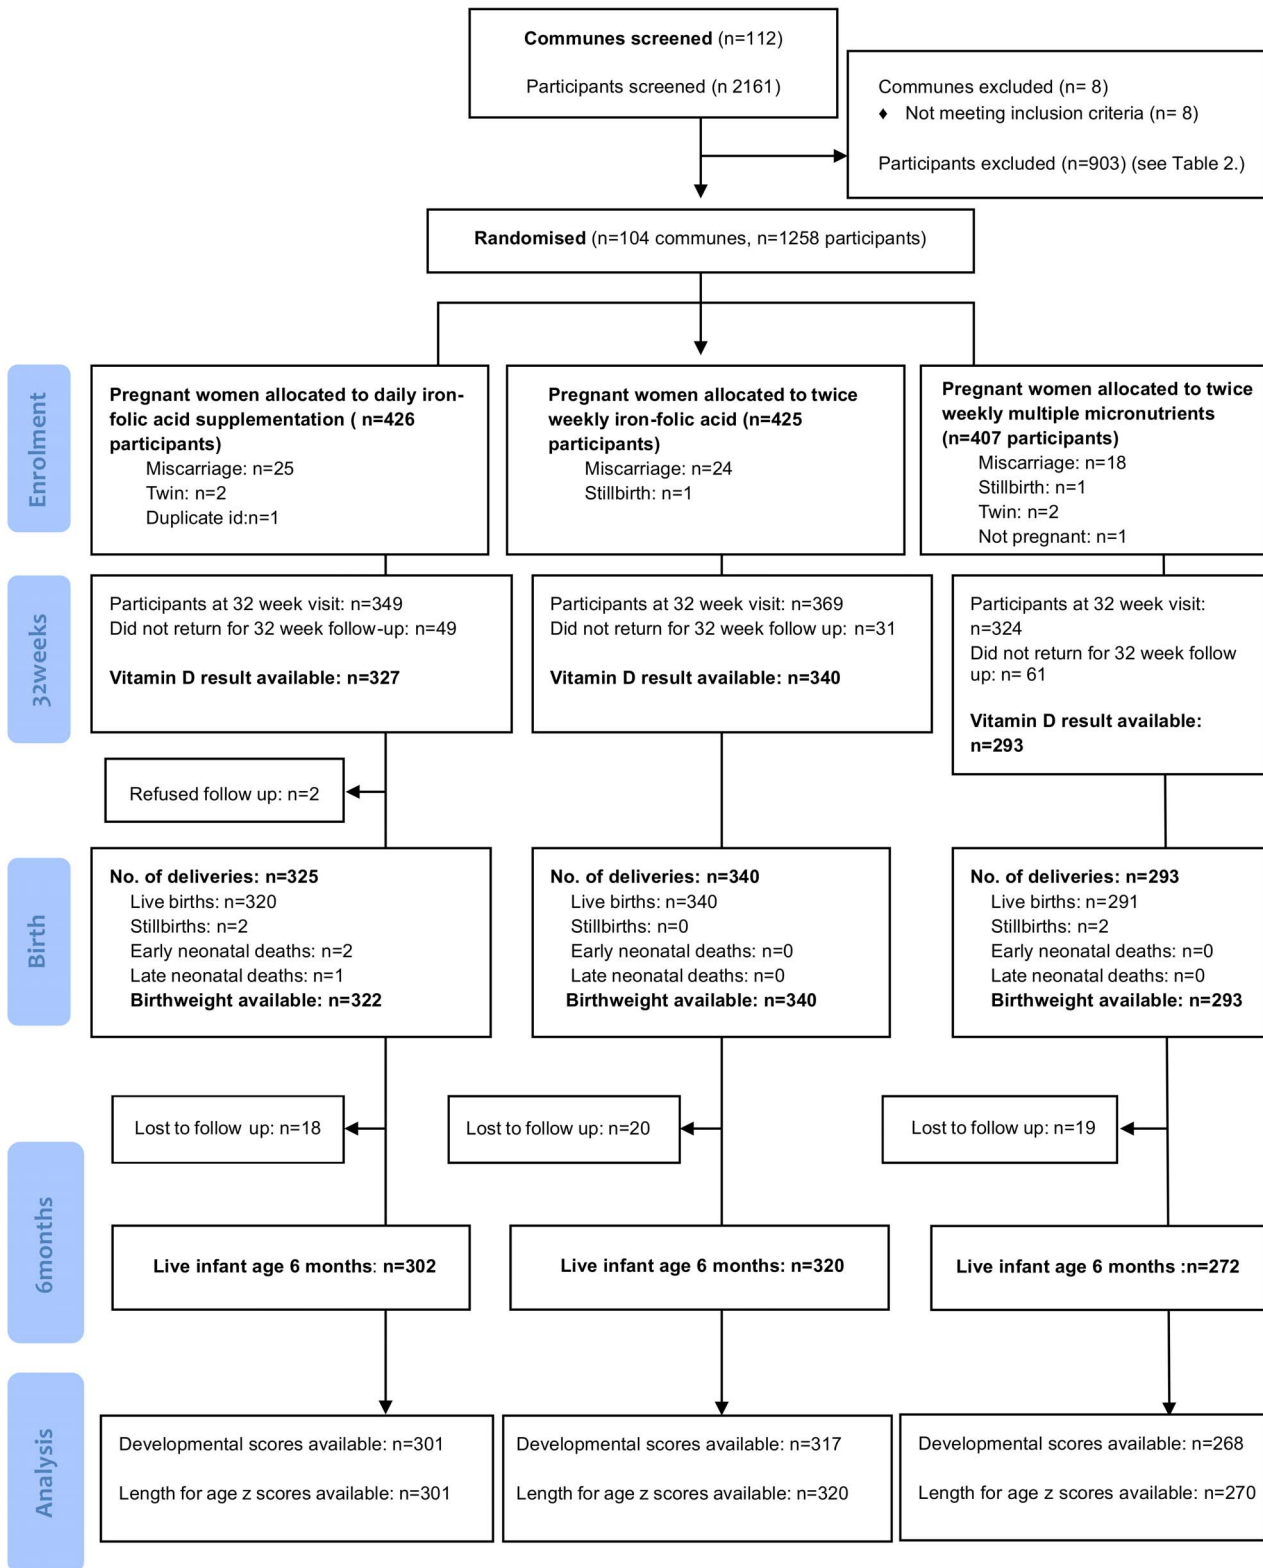 Communes screened (n=112)
Participants screened (n 2161)
Communes excluded (n= 8)
♦ Not meeting inclusion criteria (n= 8)
Participants excluded (n=903) (see Table 2.)
Randomised (n=104 communes, n=1258 participants)
Enrolment
Pregnant women allocated to daily iron-
folic acid supplementation ( n=426
participants)
Miscarriage: n=25
Twin: n=2
Duplicate id:n=1
Pregnant women allocated to twice
weekly iron-folic acid (n=425
participants)
Miscarriage: n=24
Stillbirth: n=1
Pregnant women allocated to twice
weekly multiple micronutrients
(n=407 participants)
Miscarriage: n=18
Stillbirth: n=1
Twin: n=2
Not pregnant: n=1
32weeks
Participants at 32 week visit: n=349
Did not return for 32 week follow-up: n=49
Vitamin D result available: n=327
Participants at 32 week visit: n=369
Did not return for 32 week follow up: n=31
Vitamin D result available: n=340
Participants at 32 week visit:
n=324
Did not return for 32 week follow
up: n= 61
Vitamin D result available:
n=293
Refused follow up: n=2
Birth
No. of deliveries: n=325
Live births: n=320
Stillbirths: n=2
Early neonatal deaths: n=2
Late neonatal deaths: n=1
Birthweight available: n=322
No. of deliveries: n=340
Live births: n=340
Stillbirths: n=0
Early neonatal deaths: n=0
Late neonatal deaths: n=0
Birthweight available: n=340
No. of deliveries: n=293
Live births: n=291
Stillbirths: n=2
Early neonatal deaths: n=0
Late neonatal deaths: n=0
Birthweight available: n=293
Lost to follow up: n=18
Lost to follow up: n=20
Lost to follow up: n=19
6months
Live infant age 6 months: n=302
Live infant age 6 months: n=320
Live infant age 6 months :n=272
Analysis
Developmental scores available: n=301
Length for age z scores available: n=301
Developmental scores available: n=317
Length for age z scores available: n=320
Developmental scores available: n=268
Length for age z scores available: n=270